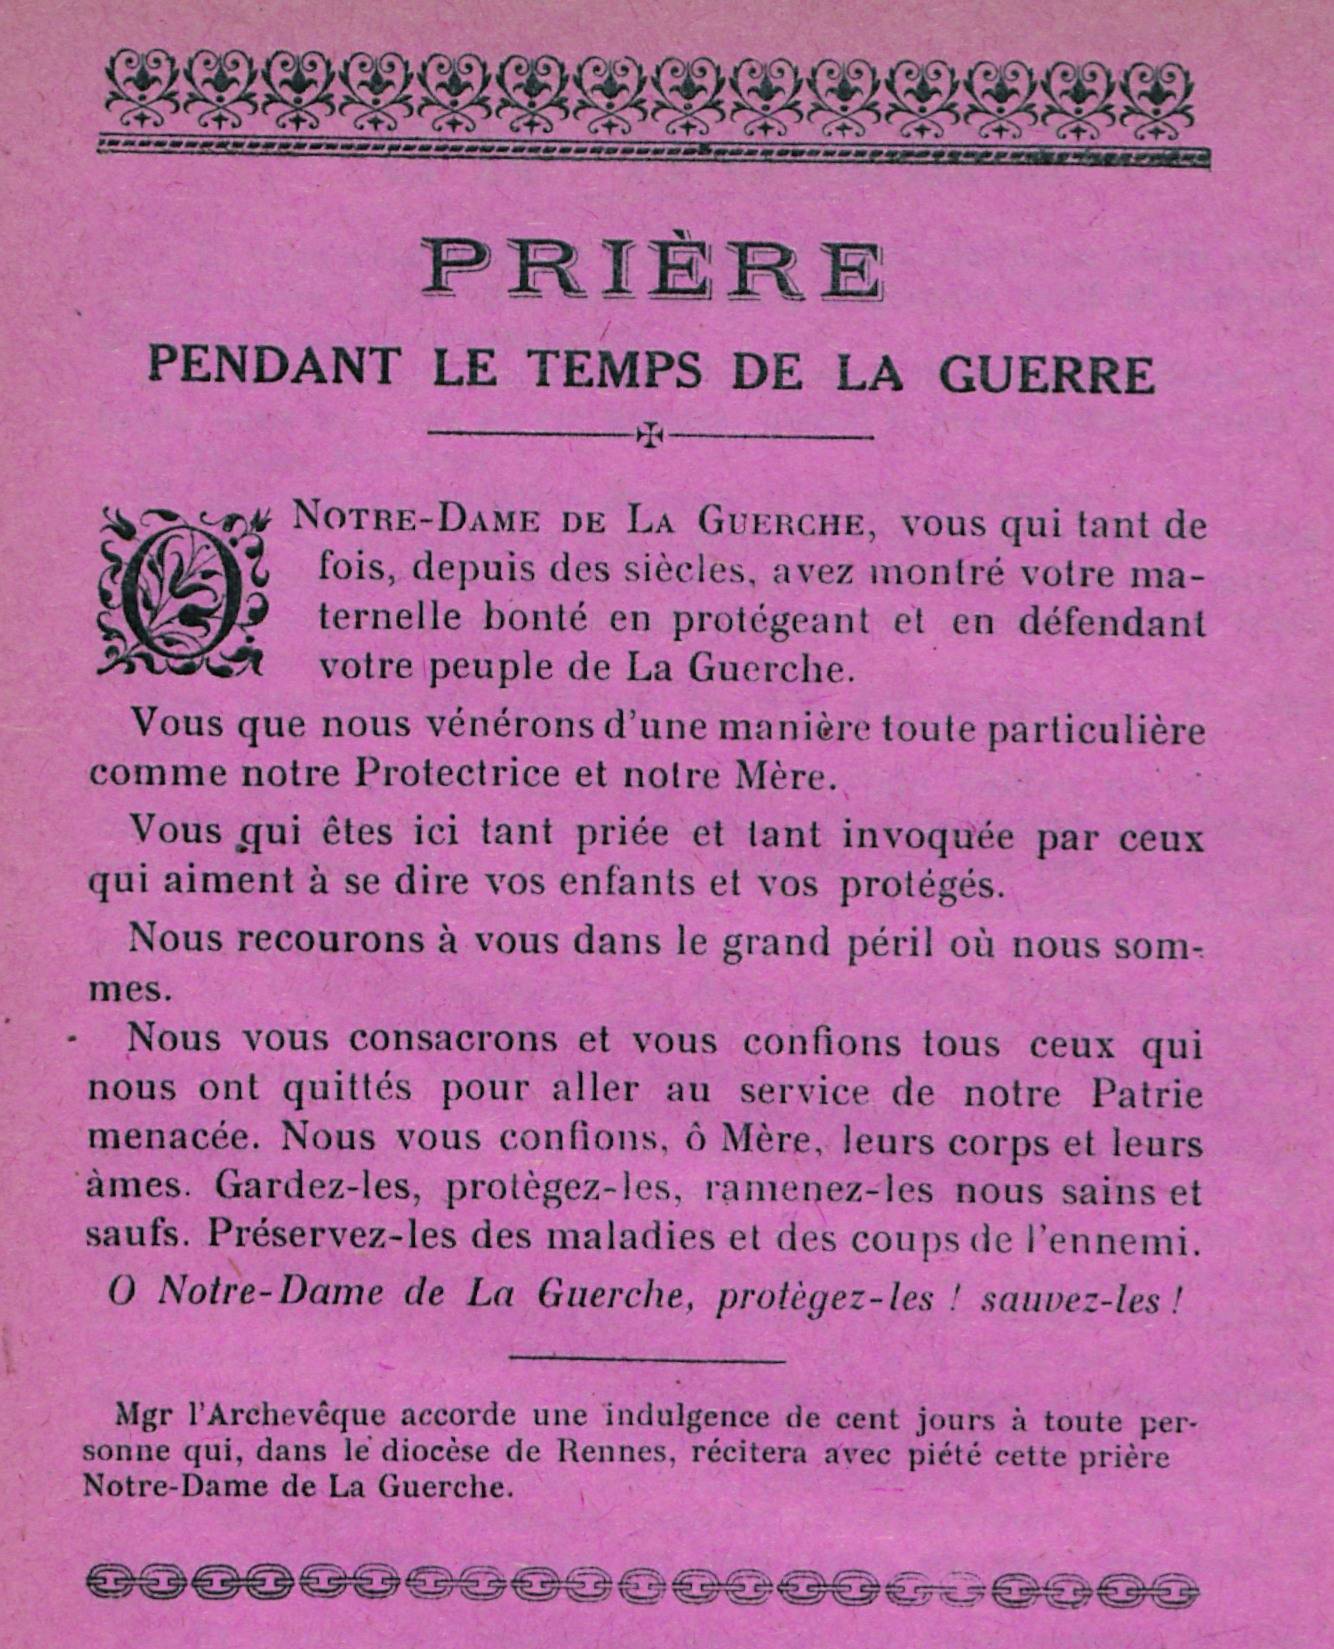 PRIÈRE
PENDANT LE TEMPS DE LA GUERRE
O NOTRE-DAME DE LA GUERCHE, vous qui tant de
fois, depuis des siècles, avez montré votre ma-
ternelle bonté en protégeant et en défendant
votre peuple de La Guerche.
Vous que nous vénérons d'une manière toute particulière
comme notre Protectrice et notre Mère.
Vous qui êtes ici tant priée et tant invoquée par ceux
qui aiment à se dire vos enfants et vos protégés.
Nous recourons à vous dans le grand péril où nous som-
mes.
Nous vous consacrons et vous confions tous ceux qui
nous ont quittés pour aller au service de notre Patrie
menacée. Nous vous confions, ô Mère, leurs corps et leurs
âmes. Gardez-les, protègez-les, ramenez-les nous sains et
saufs. Préservez-les des maladies et des coups de l'ennemi.
O Notre-Dame de La Guerche, protègez-les ! sauvez-les !
Mgr l'Archevêque accorde une indulgence de cent jours à toute per-
sonne qui, dans le diocèse de Rennes, récitera avec piété cette prière
Notre-Dame de La Guerche.